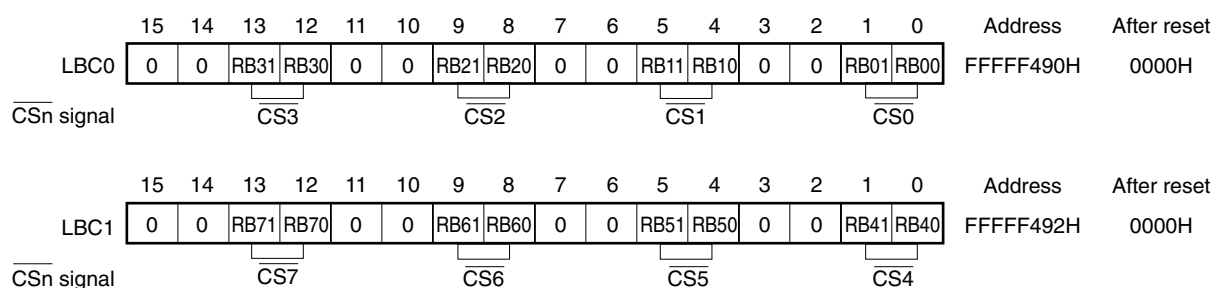 15 14 13 12 11 10 9 8 7 6 5 4 3 2 1 0 Address After reset
LBC0 0 0 RB31 RB30 0 0 RB21 RB20 0 0 RB11 RB10 0 0 RB01 RB00 FFFFF490H 0000H
CSn signal CS3 CS2 CS1 CS0
15 14 13 12 11 10 9 8 7 6 5 4 3 2 1 0 Address After reset
LBC1 0 0 RB71 RB70 0 0 RB61 RB60 0 0 RB51 RB50 0 0 RB41 RB40 FFFFF492H 0000H
CSn signal CS7 CS6 CS5 CS4